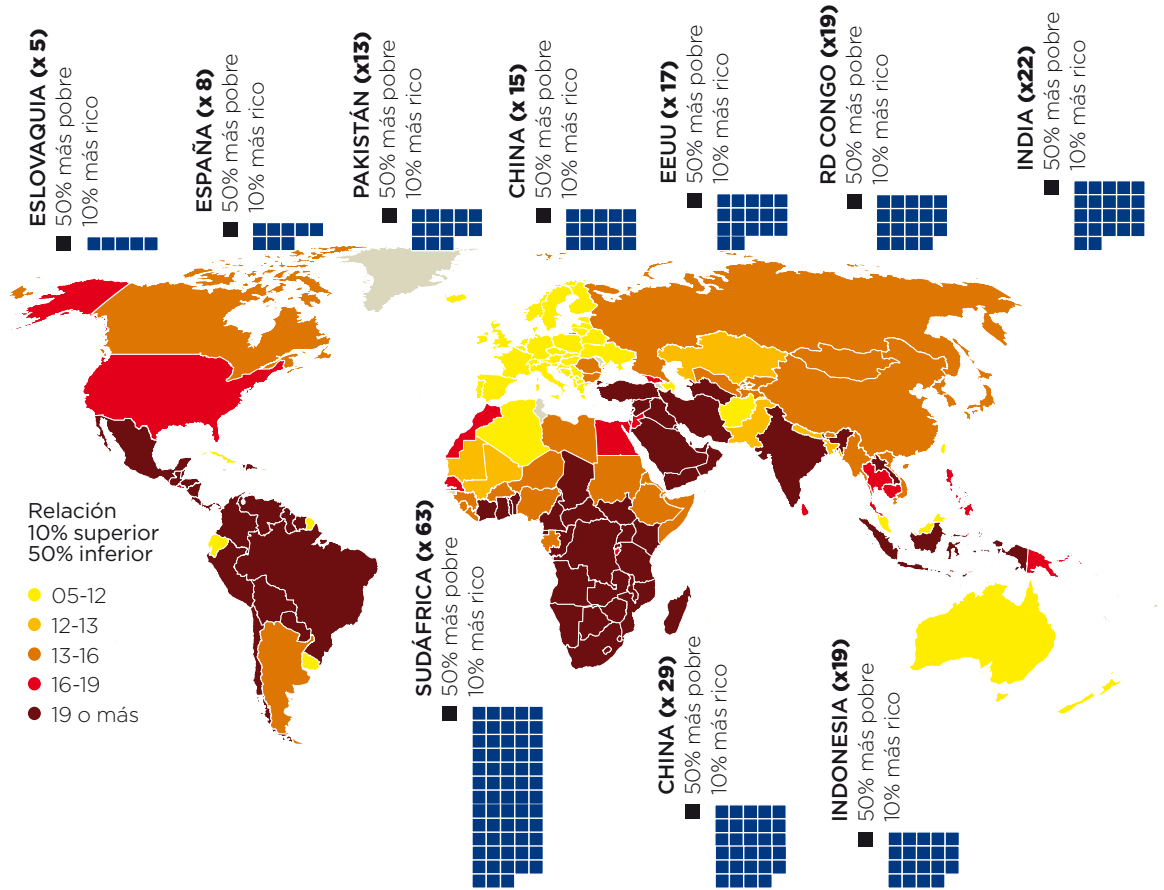 ESLOVAQUIA (x 5)
50% más pobre
10% más rico
ESPAÑA (x 8)
50% más pobre
10% más rico
PAKISTÁN (x13)
50% más pobre
10% más rico
CHINA (x 15)
50% más pobre
10% más rico
EEUU (x 17)
50% más pobre
10% más rico
RD CONGO (x19)
50% más pobre
10% más rico
INDIA (x22)
50% más pobre
10% más rico
Relación
10% superior
50% inferior
05-12
12-13
13-16
16-19
19 o más
SUDÁFRICA (x 63)
50% más pobre
10% más rico
CHINA (x 29)
50% más pobre
10% más rico
INDONESIA (x19)
50% más pobre
10% más rico